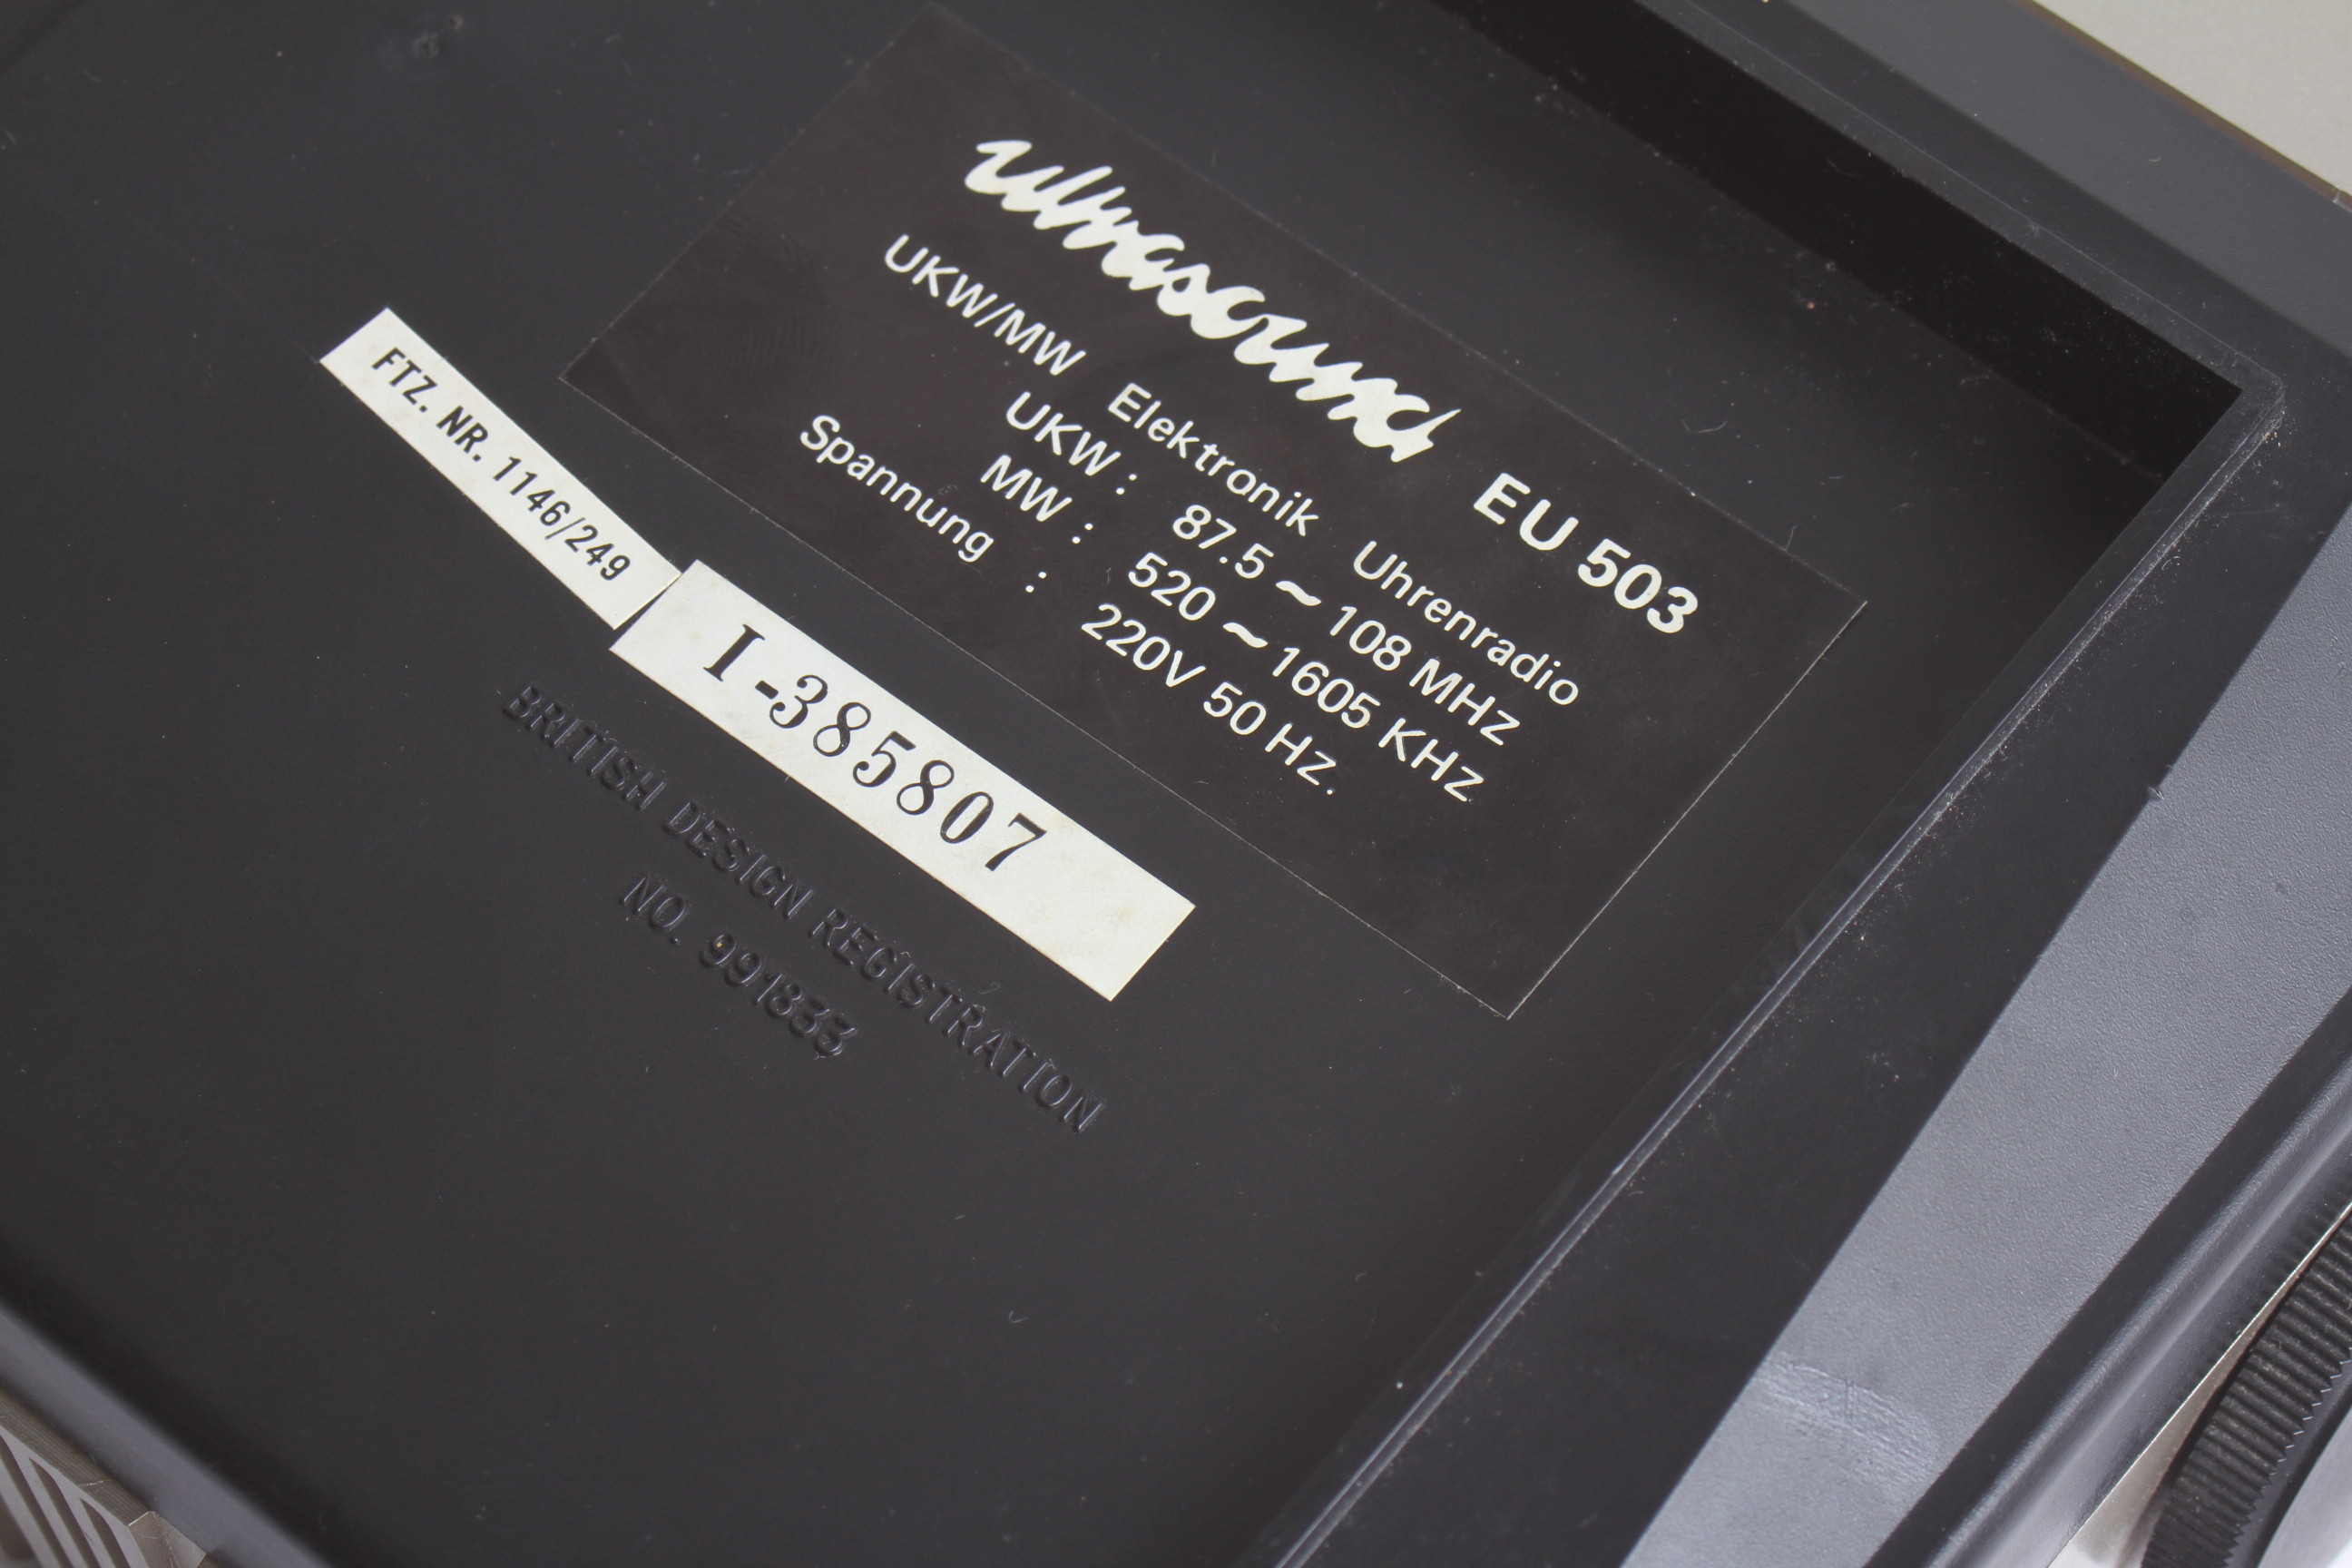 ultrasound EU 503
UKW/MW Elektronik Uhrenradio
UKW : 87.5 ~ 108 MHz
MW : 520 ~ 1605 KHz
Spannung : 220V 50 Hz.
FTZ. NR. 1146/249
I-385807
BRITISH DESIGN REGISTRATION
NO. 991833